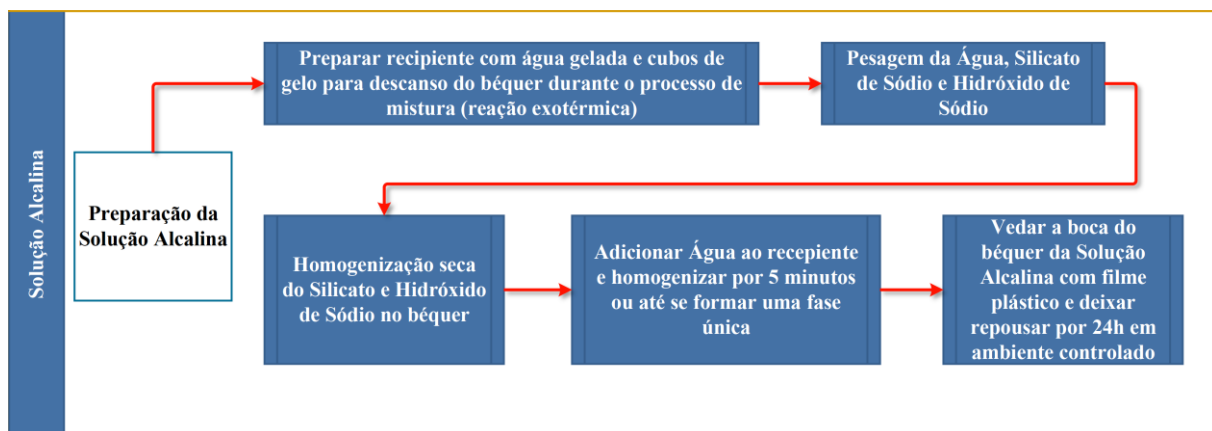 Solução Alcalina
Preparação da
Solução Alcalina
Preparar recipiente com água gelada e cubos de
gelo para descanso do béquer durante o processo de
mistura (reação exotérmica)
Pesagem da Água, Silicato
de Sódio e Hidróxido de
Sódio
Homogenização seca
do Silicato e Hidróxido
de Sódio no béquer
Adicionar Água ao recepiente
e homogenizar por 5 minutos
ou até se formar uma fase
única
Vedar a boca do
béquer da Solução
Alcalina com filme
plástico e deixar
repousar por 24h em
ambiente controlado